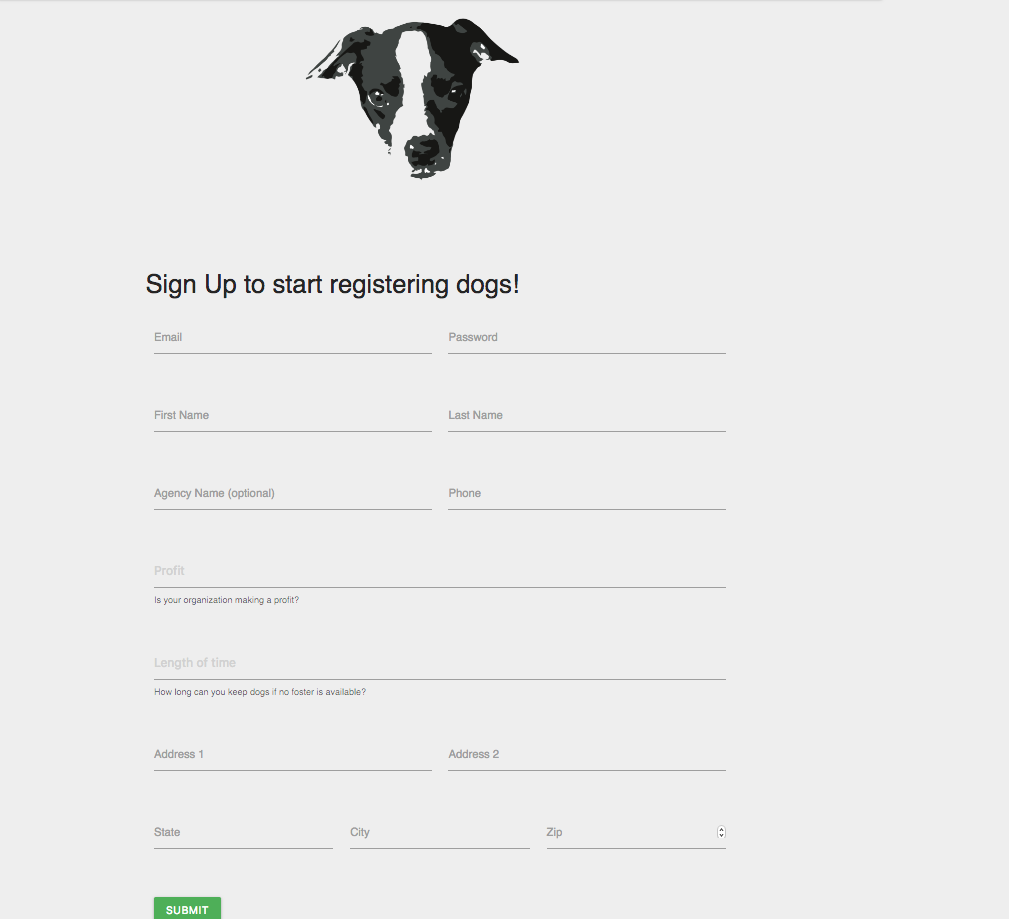 Sign Up to start registering dogs!
Email
Password
First Name
Last Name
Agency Name (optional)
Phone
Profit
Is your organization making a profit?
Length of time
How long can you keep dogs if no foster is available?
Address 1
Address 2
State
City
Zip
SUBMIT